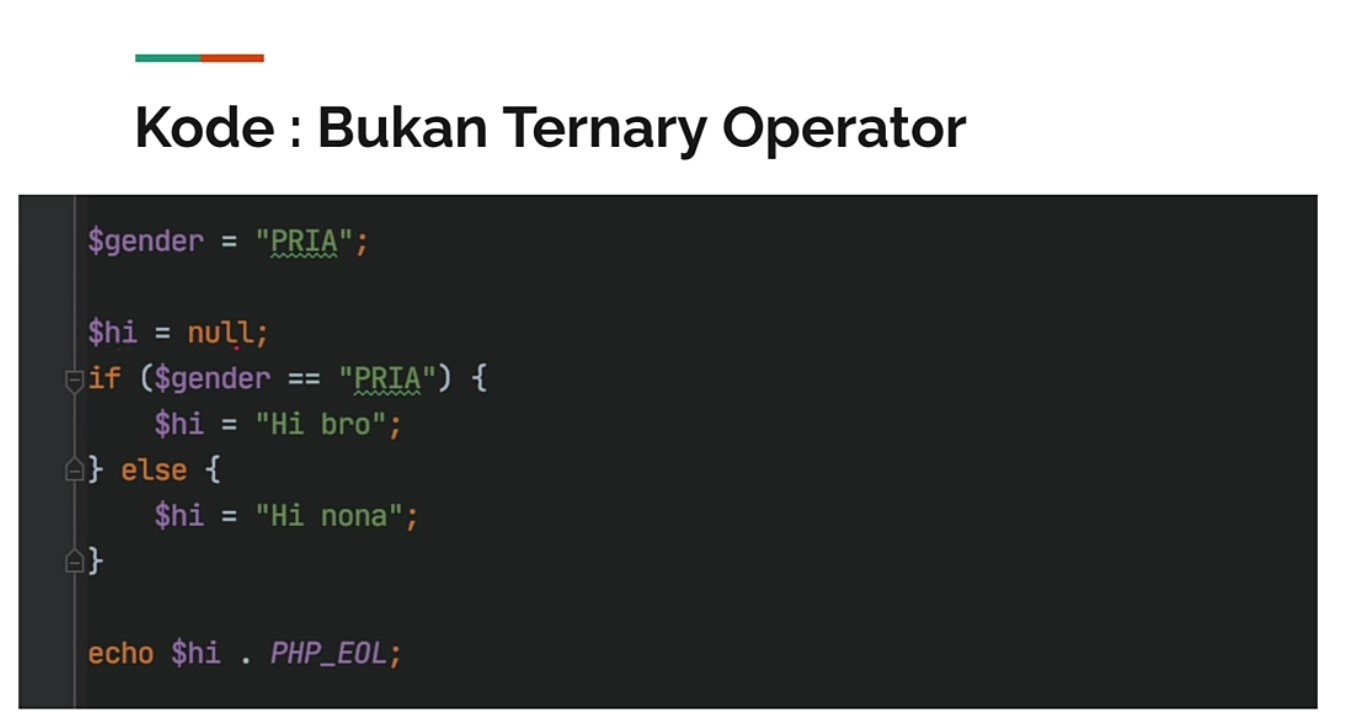 Kode : Bukan Ternary Operator
$gender = "PRIA";
$hi = null;
if ($gender == "PRIA") {
    $hi = "Hi bro";
} else {
    $hi = "Hi nona";
}
echo $hi . PHP_EOL;